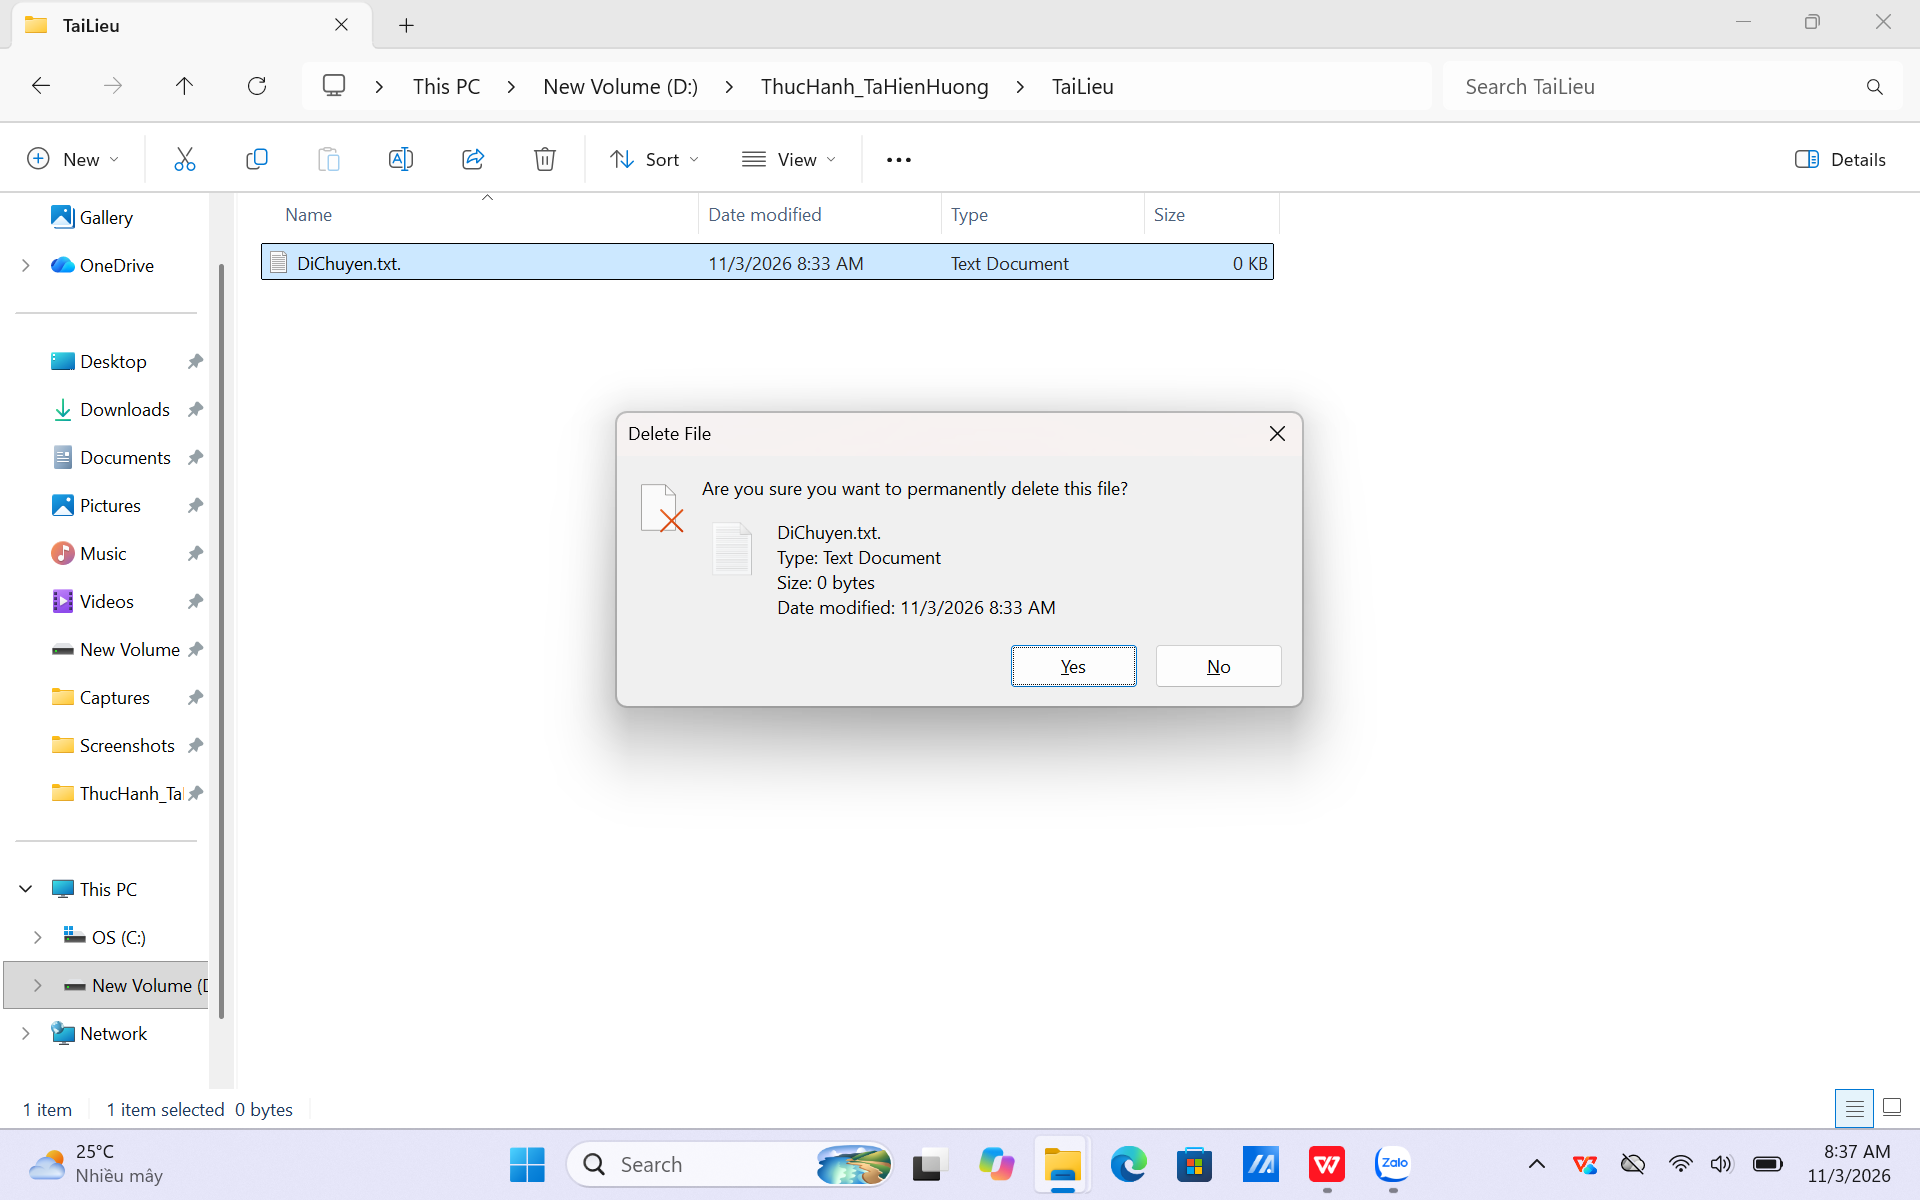 TaiLieu
This PC
New Volume (D:)
ThucHanh_TaHienHuong
TaiLieu
Search TaiLieu
New
Sort
View
Details
Name
Date modified
Type
Size
DiChuyen.txt.
11/3/2026 8:33 AM
Text Document
0 KB
Gallery
OneDrive
Desktop
Downloads
Documents
Pictures
Music
Videos
New Volume
Captures
Screenshots
ThucHanh_Ta
This PC
OS (C:)
New Volume (D
Network
Delete File
Are you sure you want to permanently delete this file?
DiChuyen.txt.
Type: Text Document
Size: 0 bytes
Date modified: 11/3/2026 8:33 AM
Yes
No
1 item
1 item selected 0 bytes
25°C
Nhiều mây
Search
Zalo
8:37 AM
11/3/2026